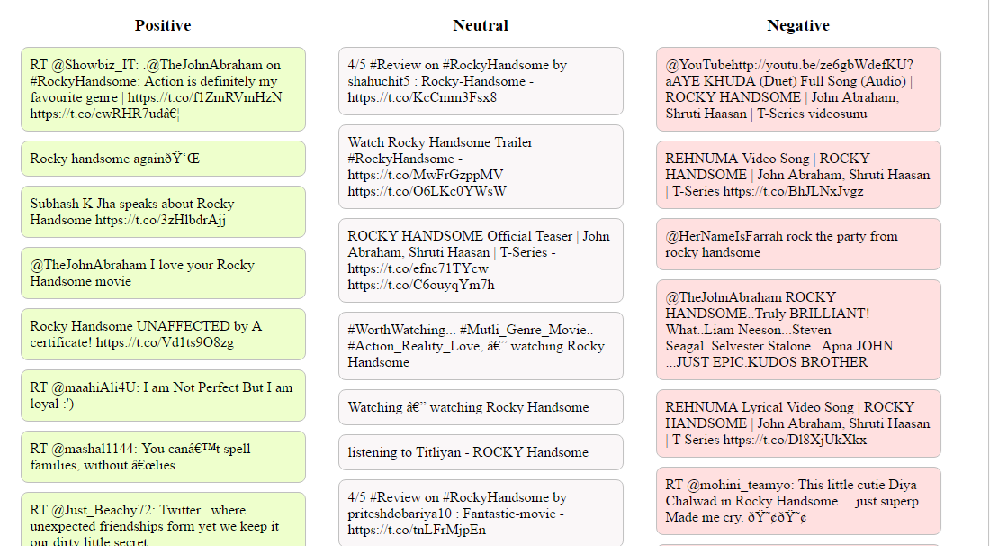 Positive
RT @Showbiz_IT: .@TheJohnAbraham on
#RockyHandsome: Action is definitely my
favourite genre | https://t.co/f1ZmRVmHzN
https://t.co/ewRHR7udâ€¦
Rocky handsome againðŸ'Œ
Subhash K Jha speaks about Rocky
Handsome https://t.co/3zHlbdrAjj
@TheJohnAbraham I love your Rocky
Handsome movie
Rocky Handsome UNAFFECTED by A
certificate! https://t.co/Vd1ts9O8zg
RT @maahiAli4U: I am Not Perfect But I am
loyal :')
RT @mashal1144: You canâ€™t spell
families, without â€œlies
RT @Just_Beachy72: Twitter where
unexpected friendships form yet we keep it
our dirty little secret
Neutral
4/5 #Review on #RockyHandsome by
shahuchit5 : Rocky-Handsome -
https://t.co/KcCmm3Fsx8
Watch Rocky Handsome Trailer
#RockyHandsome -
https://t.co/MwFrGzppMV
https://t.co/O6LKc0YWsW
ROCKY HANDSOME Official Teaser | John
Abraham, Shruti Haasan | T-Series -
https://t.co/efnc71TYcw
https://t.co/C6ouyqYm7h
#WorthWatching... #Mutli_Genre_Movie..
#Action_Reality_Love, â€" watching Rocky
Handsome
Watching â€" watching Rocky Handsome
listening to Titliyan - ROCKY Handsome
4/5 #Review on #RockyHandsome by
priteshdobariya10 : Fantastic-movie -
https://t.co/tnLFrMjpEn
Negative
@YouTubehttp://youtu.be/ze6gbWdefKU?
aAYE KHUDA (Duet) Full Song (Audio) |
ROCKY HANDSOME | John Abraham,
Shruti Haasan | T-Series videosunu
REHNUMA Video Song | ROCKY
HANDSOME | John Abraham, Shruti Haasan
| T-Series https://t.co/BhJLNxJvgz
@HerNameIsFarrah rock the party from
rocky handsome
@TheJohnAbraham ROCKY
HANDSOME..Truly BRILLIANT!
What..Liam Neeson...Steven
Seagal..Selvester Stalone...Apna JOHN
...JUST EPIC.KUDOS BROTHER
REHNUMA Lyrical Video Song | ROCKY
HANDSOME | John Abraham, Shruti Haasan
| T-Series https://t.co/Dl8XjUkXkx
RT @mohini_teamyo: This little cutie Diya
Chalwad in Rocky Handsome just superp
Made me cry. ðŸ˜¢ðŸ˜¢